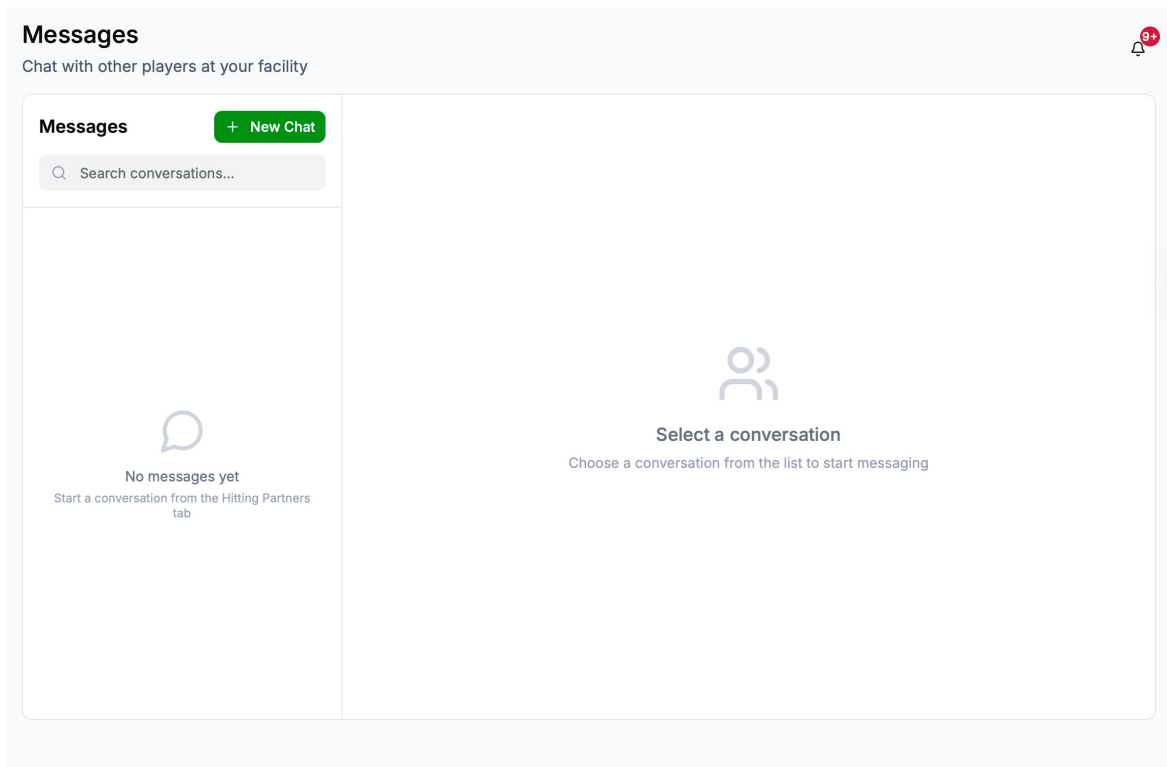 Messages
9+
Chat with other players at your facility
Messages
New Chat
Search conversations...
Select a conversation
Choose a conversation from the list to start messaging
No messages yet
Start a conversation from the Hitting Partners
tab